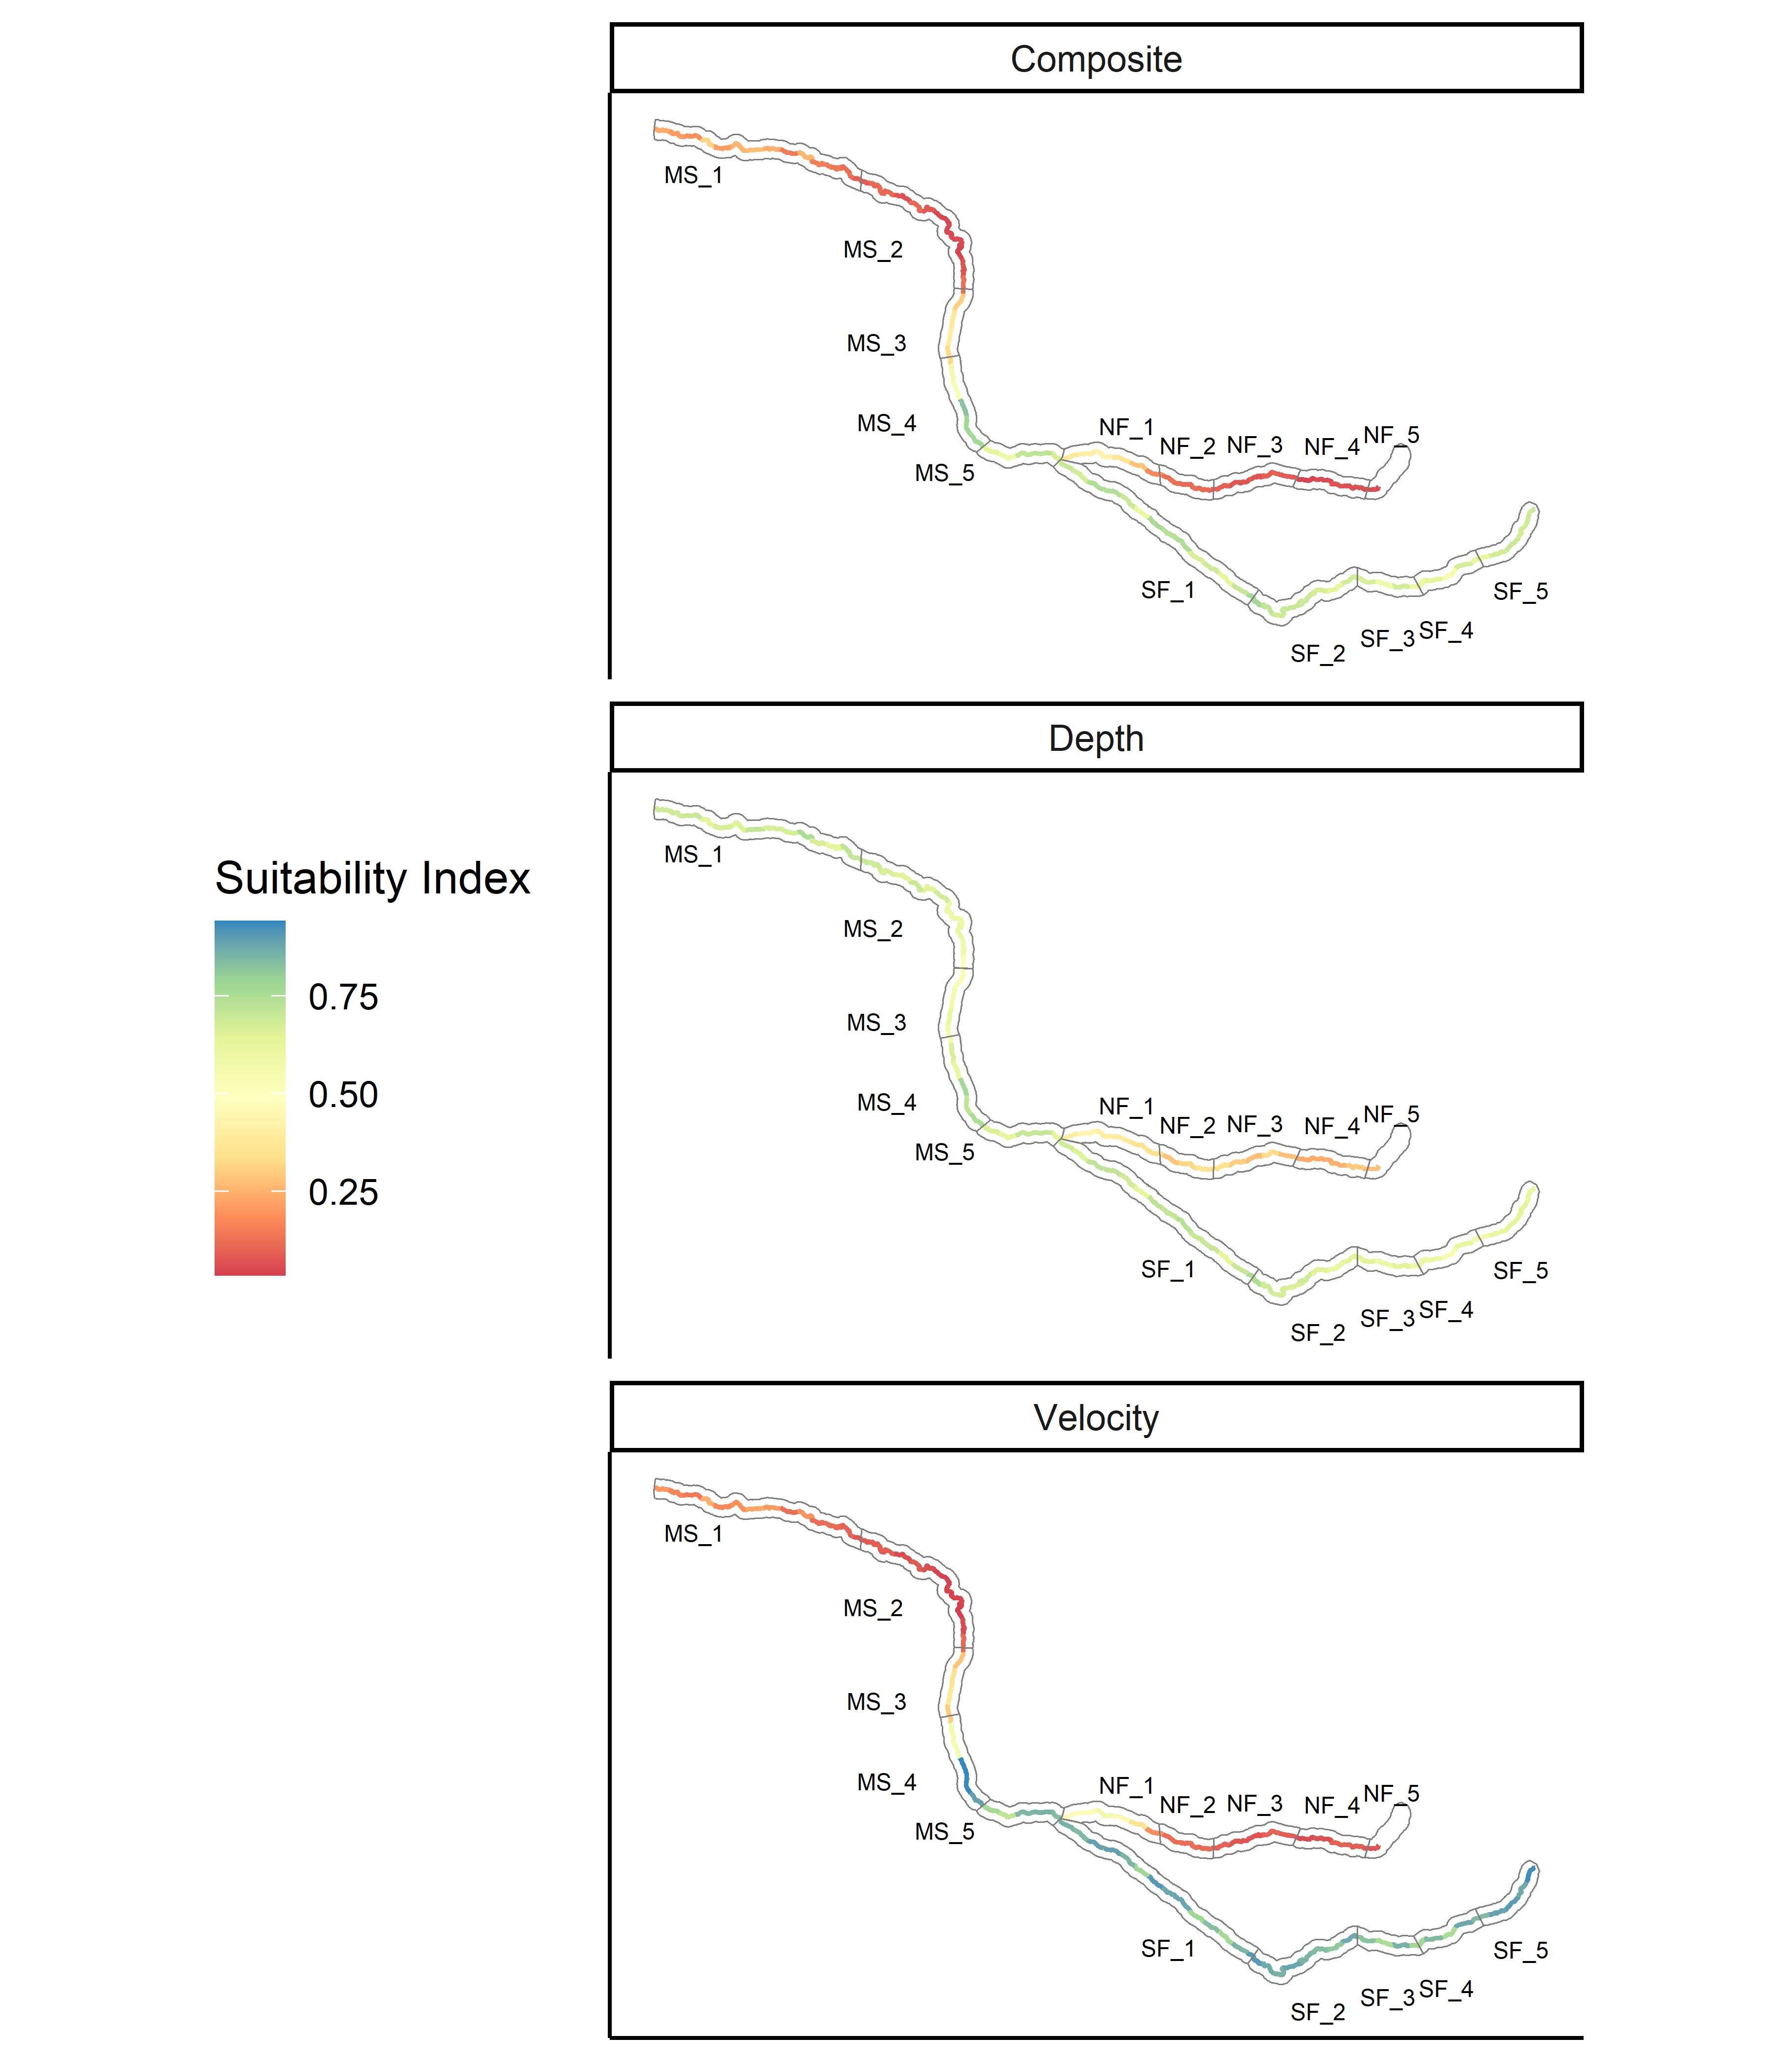 Composite
MS_1
MS_2
MS_3
MS_4
MS_5
NF_1
NF_2
NF_3
NF_4
NF_5
SF_1
SF_2
SF_3
SF_4
SF_5
Depth
MS_1
Suitability Index
0.75
0.50
0.25
MS_2
MS_3
MS_4
MS_5
NF_1
NF_2
NF_3
NF_4
NF_5
SF_1
SF_2
SF_3
SF_4
SF_5
Velocity
MS_1
MS_2
MS_3
MS_4
MS_5
NF_1
NF_2
NF_3
NF_4
NF_5
SF_1
SF_2
SF_3
SF_4
SF_5